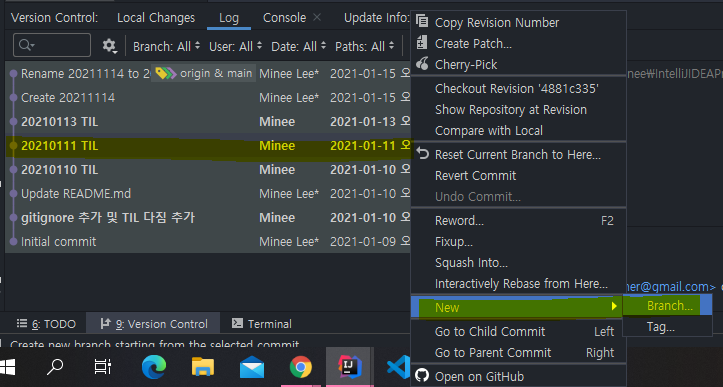 Version Control: Local Changes Log Console Update Info:
Branch: All User: All Date: All Paths: All
Rename 20211114 to 2 origin & main Minee Lee* 2021-01-15 오
Create 20211114 Minee Lee* 2021-01-15 오
20210113 TIL Minee 2021-01-13 오
20210111 TIL Minee 2021-01-11 오
20210110 TIL Minee 2021-01-10 오
Update README.md Minee Lee* 2021-01-10 오
gitignore 추가 및 TIL 다짐 추가 Minee 2021-01-10 오
Initial commit Minee Lee* 2021-01-09 오
Copy Revision Number
Create Patch...
Cherry-Pick
Checkout Revision '4881c335'
Show Repository at Revision
Compare with Local
Reset Current Branch to Here...
Revert Commit
Undo Commit...
Reword... F2
Fixup...
Squash Into...
Interactively Rebase from Here...
New
Go to Child Commit Left
Go to Parent Commit Right
Open on GitHub
Branch...
Tag...
nee₩IntelliJIDEAPr
ner@gmail.com>
6: TODO 9: Version Control Terminal
Create new branch starting from the selected commit